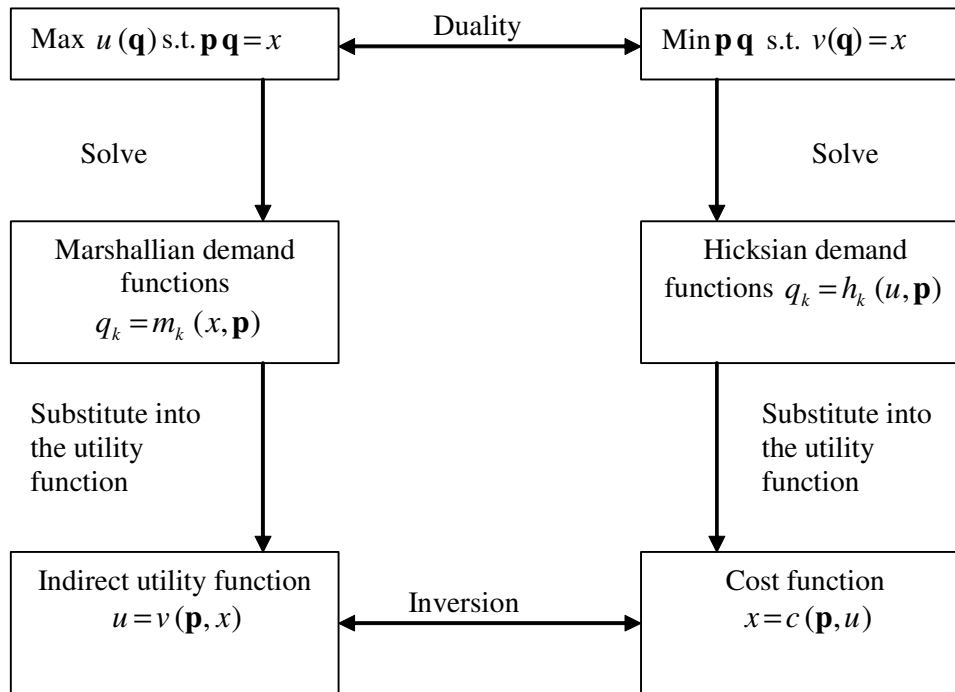 Max u(q) s.t. p q = x
Duality
Min p q s.t. v(q) = x
Solve
Solve
Marshallian demand
functions
q_k = m_k (x, p)
Hicksian demand
functions q_k = h_k (u, p)
Substitute into
the utility
function
Substitute into
the utility
function
Indirect utility function
u = v (p, x)
Inversion
Cost function
x = c (p, u)